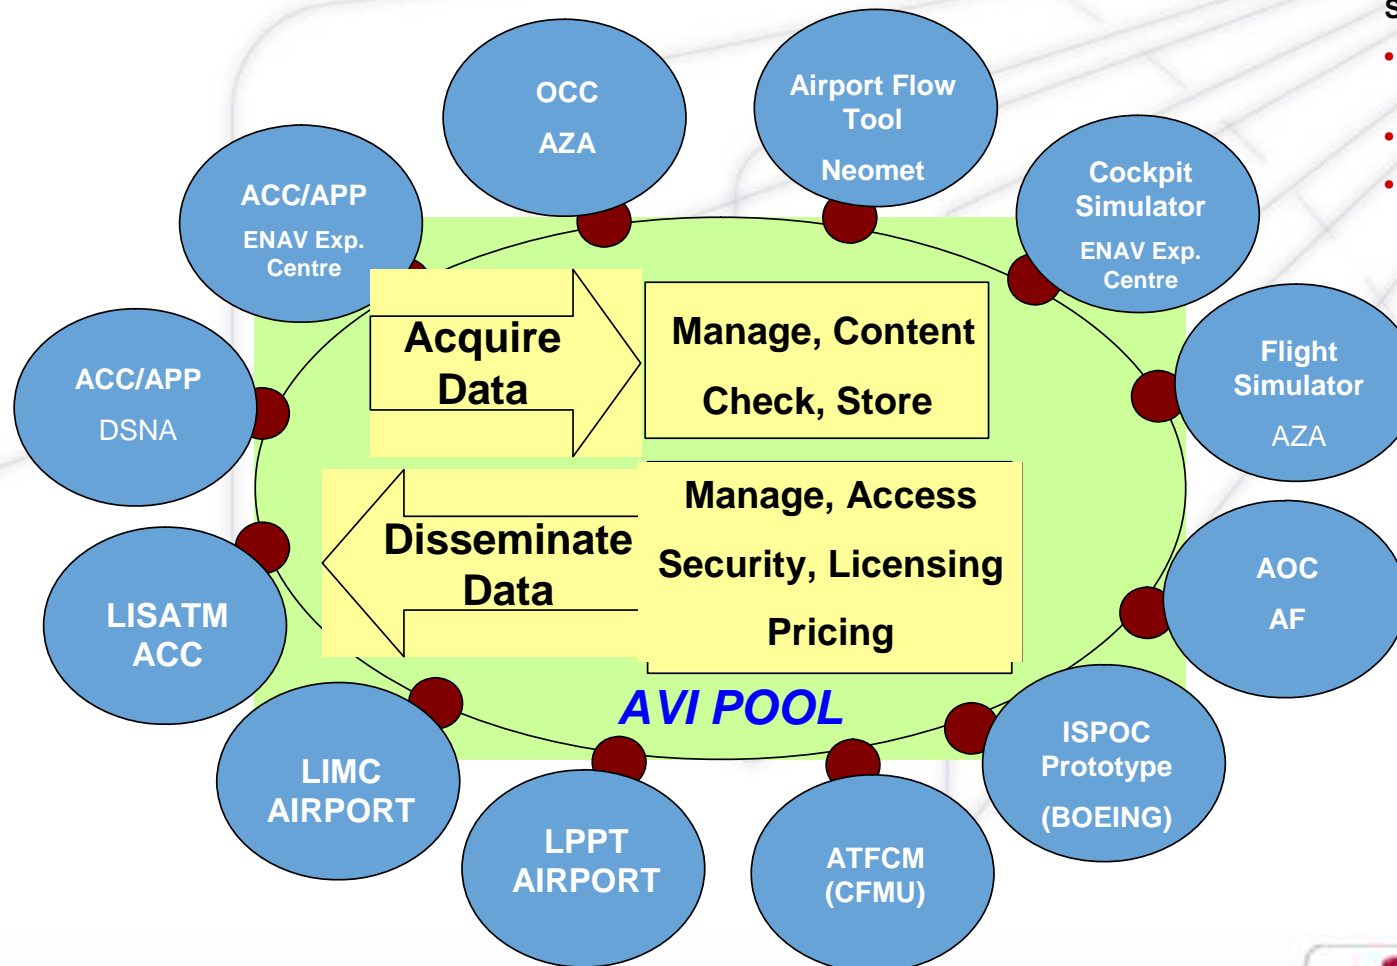 OCC
AZA
Airport Flow
Tool
Neomet
Cockpit
Simulator
ENAV Exp.
Centre
ACC/APP
ENAV Exp.
Centre
Flight
Simulator
AZA
ACC/APP
DSNA
Acquire
Data
Manage, Content
Check, Store
Disseminate
Data
Manage, Access
Security, Licensing
Pricing
AOC
AF
LISATM
ACC
AVI POOL
ISPOC
Prototype
(BOEING)
LIMC
AIRPORT
LPPT
AIRPORT
ATFCM
(CFMU)